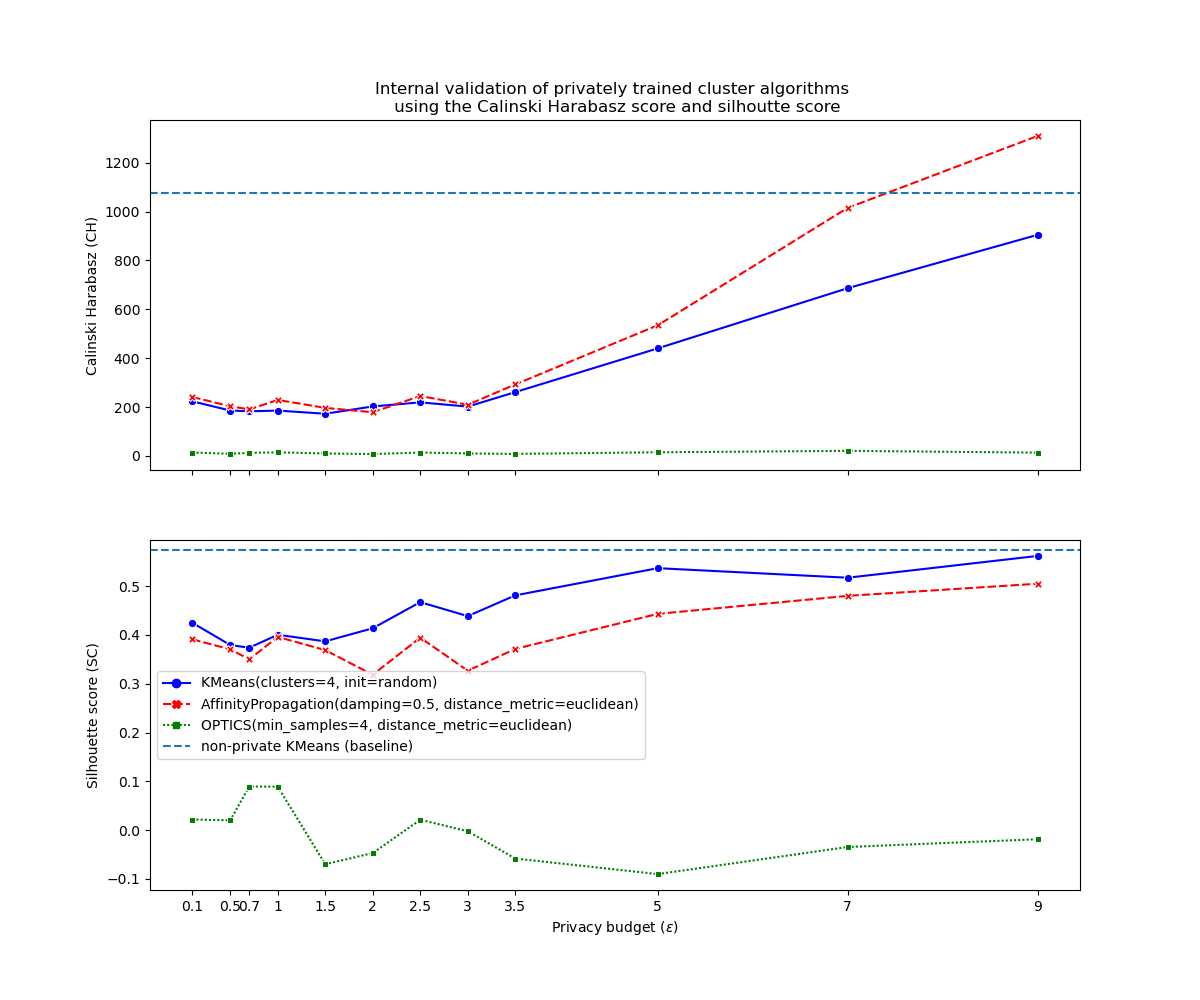 Internal validation of privately trained cluster algorithms
using the Calinski Harabasz score and silhoutte score
1200
1000
800
600
400
200
0
Calinski Harabasz (CH)
0.5
0.4
0.3
0.2
0.1
0.0
−0.1
Silhouette score (SC)
KMeans(clusters=4, init=random)
AffinityPropagation(damping=0.5, distance_metric=euclidean)
OPTICS(min_samples=4, distance_metric=euclidean)
non-private KMeans (baseline)
0.1 0.5 0.7 1 1.5 2 2.5 3 3.5 5 7 9
Privacy budget (ε)